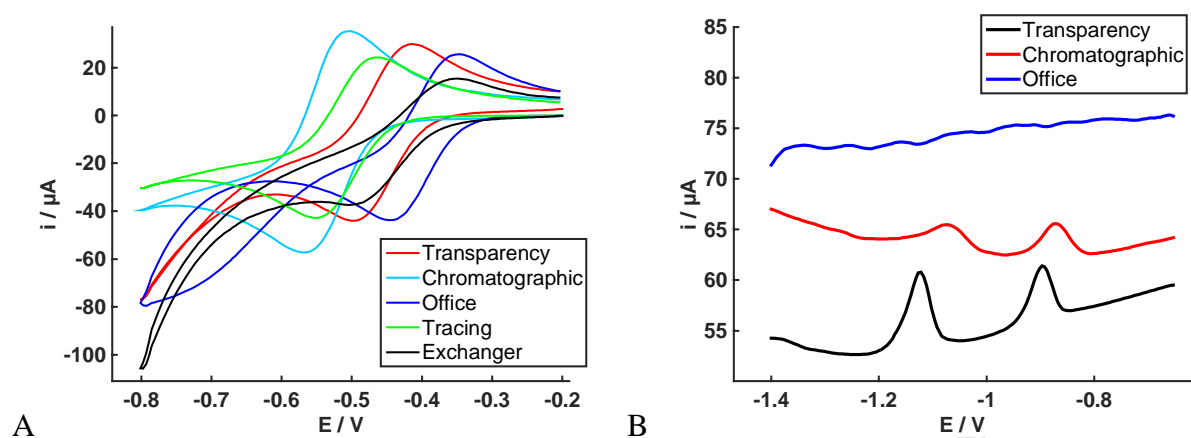 20
0
-20
-40
-60
-80
-100
i / µA
-0.8 -0.7 -0.6 -0.5 -0.4 -0.3 -0.2
E / V
Transparency
Chromatographic
Office
Tracing
Exchanger
A
85
80
75
70
65
60
55
i / µA
-1.4 -1.2 -1 -0.8
E / V
Transparency
Chromatographic
Office
B